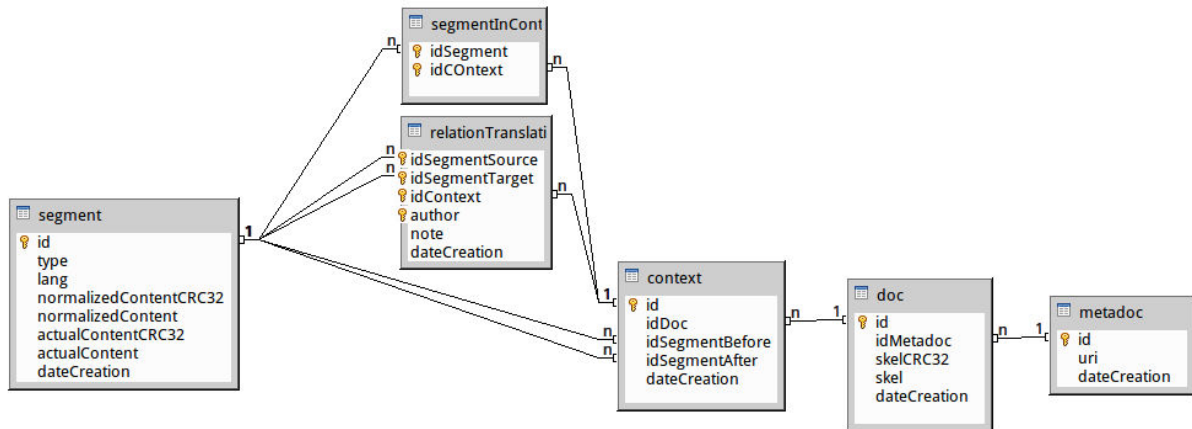 segmentInCont
idSegment
idCOntext
relationTranslati
idSegmentSource
idSegmentTarget
idContext
author
note
dateCreation
segment
id
type
lang
normalizedContentCRC32
normalizedContent
actualContentCRC32
actualContent
dateCreation
context
id
idDoc
idSegmentBefore
idSegmentAfter
dateCreation
doc
id
idMetadoc
skelCRC32
skel
dateCreation
metadoc
id
uri
dateCreation
n
n
n
n
n
1
1
n
n
n
1
n
1